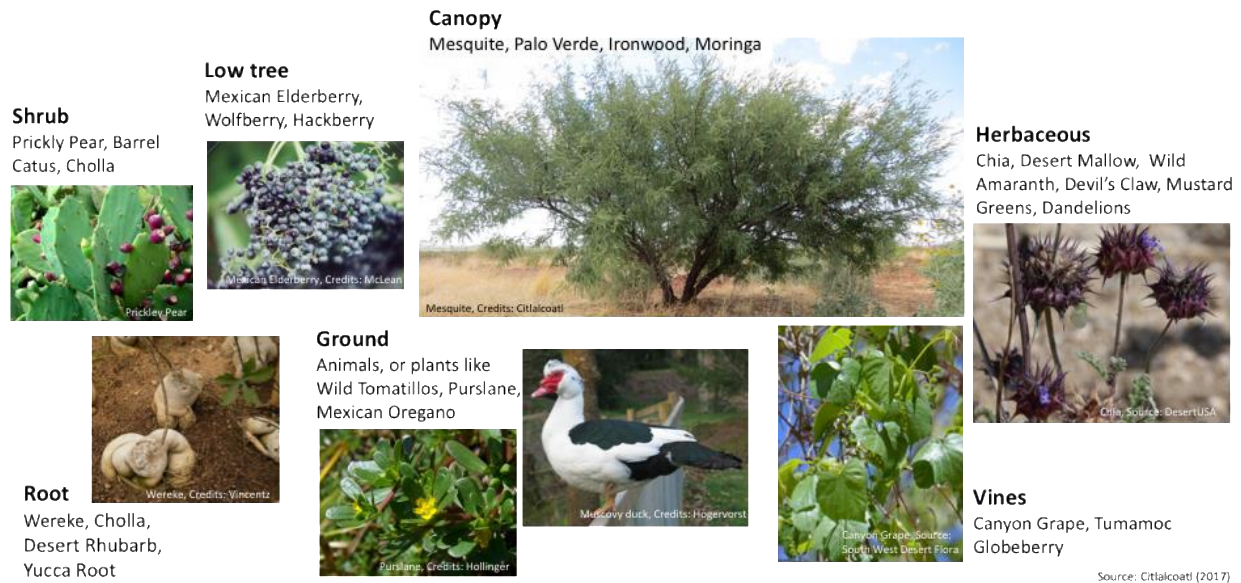 Canopy
Mesquite, Palo Verde, Ironwood, Moringa
Mesquite, Credits: Citlalcoatl
Low tree
Mexican Elderberry,
Wolfberry, Hackberry
Mexican Elderberry, Credits: McLean
Shrub
Prickly Pear, Barrel
Catus, Cholla
Prickley Pear
Herbaceous
Chia, Desert Mallow, Wild
Amaranth, Devil's Claw, Mustard
Greens, Dandelions
Chia, Source: DesertUSA
Root
Wereke, Cholla,
Desert Rhubarb,
Yucca Root
Wereke, Credits: Vincentz
Ground
Animals, or plants like
Wild Tomatillos, Purslane,
Mexican Oregano
Purslane, Credits: Hollinger
Muscovy duck, Credits: Hogervorst
Canyon Grape, Source:
South West Desert Flora
Vines
Canyon Grape, Tumamoc
Globeberry
Source: Citlalcoatl (2017)